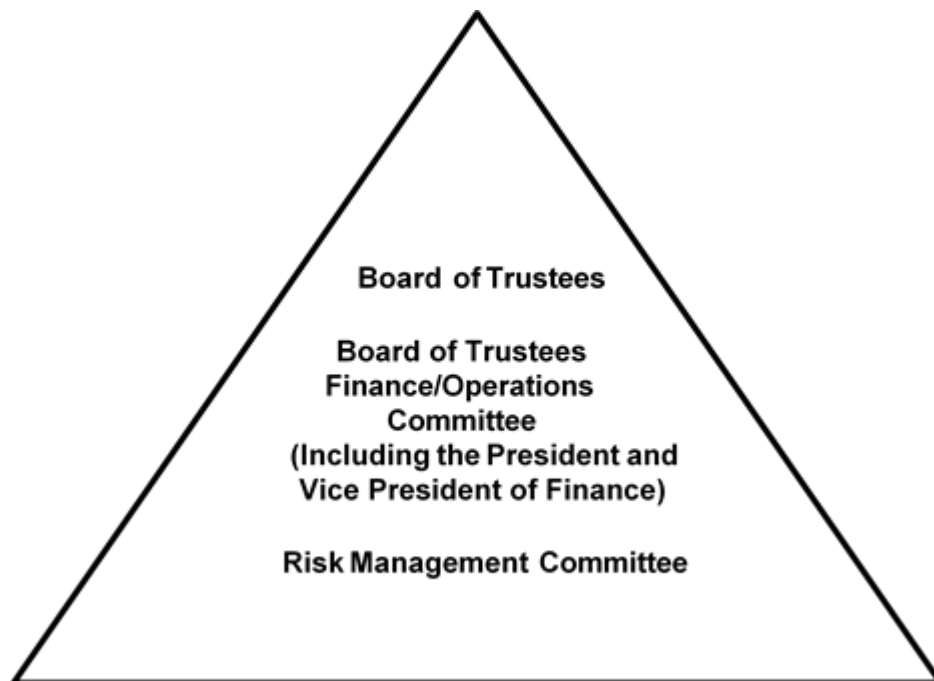 Board of Trustees
Board of Trustees
Finance/Operations
Committee
(Including the President and
Vice President of Finance)
Risk Management Committee